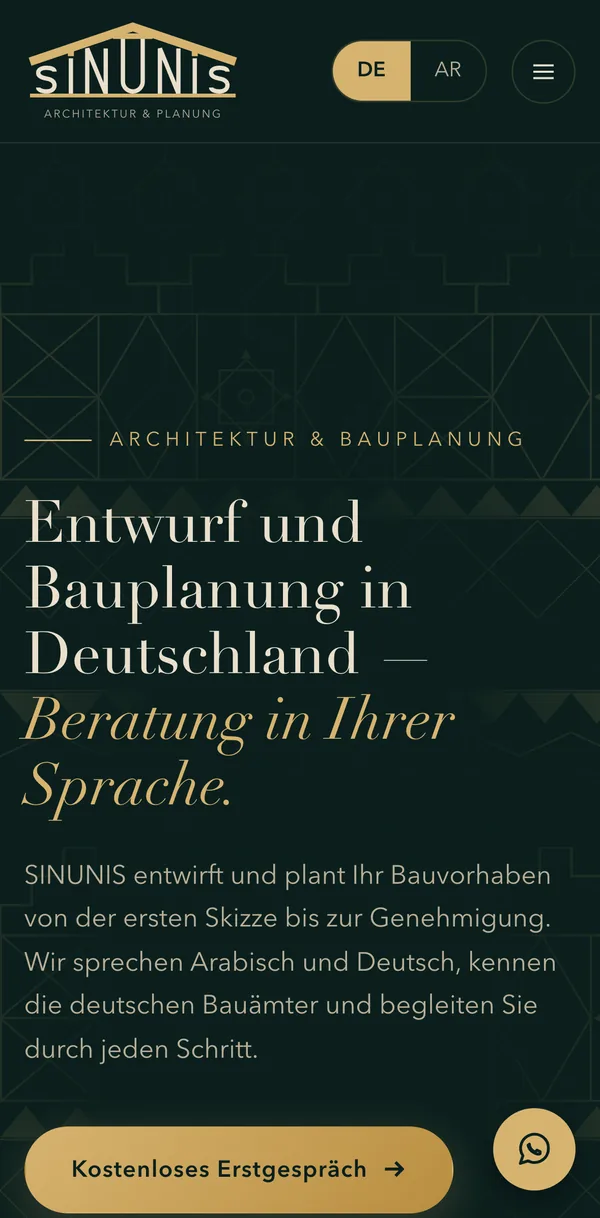 SINUNIS
ARCHITEKTUR & PLANUNG
DE
AR
ARCHITEKTUR & BAUPLANUNG
Entwurf und
Bauplanung in
Deutschland —
Beratung in Ihrer
Sprache.
SINUNIS entwirft und plant Ihr Bauvorhaben
von der ersten Skizze bis zur Genehmigung.
Wir sprechen Arabisch und Deutsch, kennen
die deutschen Bauämter und begleiten Sie
durch jeden Schritt.
Kostenloses Erstgespräch →